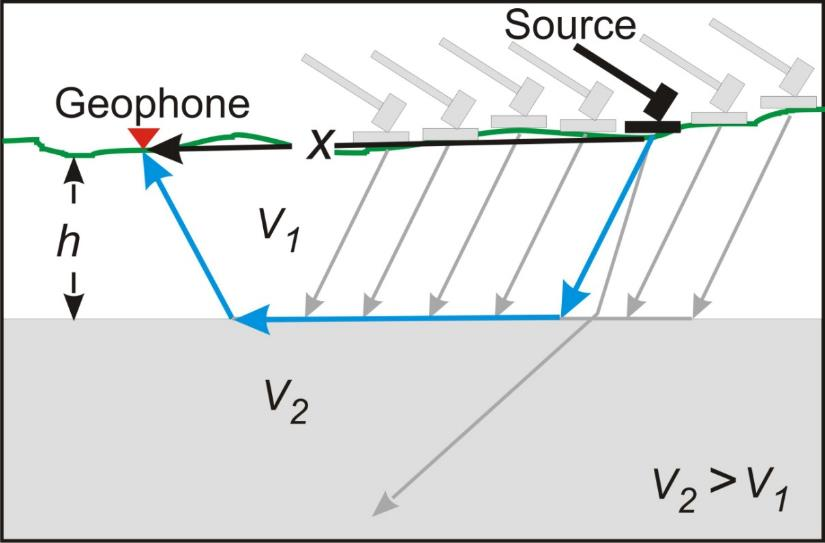 Source
Geophone
X
V1
h
V2
V2 > V1